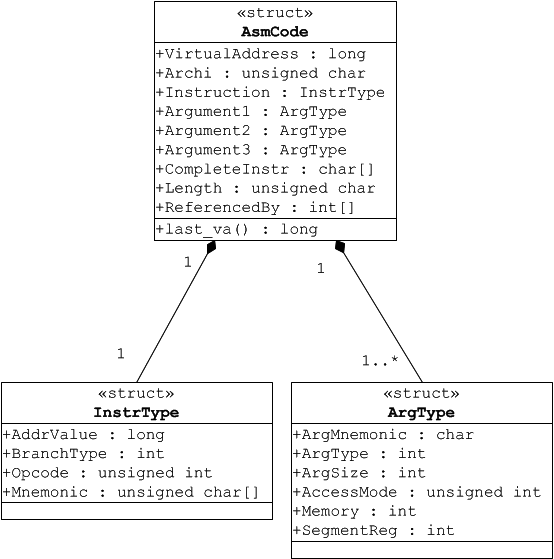 «struct»
AsmCode
+VirtualAddress : long
+Archi : unsigned char
+Instruction : InstrType
+Argument1 : ArgType
+Argument2 : ArgType
+Argument3 : ArgType
+CompleteInstr : char[]
+Length : unsigned char
+ReferencedBy : int[]
+last_va() : long
1
1
1
1..*
«struct»
InstrType
+AddrValue : long
+BranchType : int
+Opcode : unsigned int
+Mnemonic : unsigned char[]
«struct»
ArgType
+ArgMnemonic : char
+ArgType : int
+ArgSize : int
+AccessMode : unsigned int
+Memory : int
+SegmentReg : int